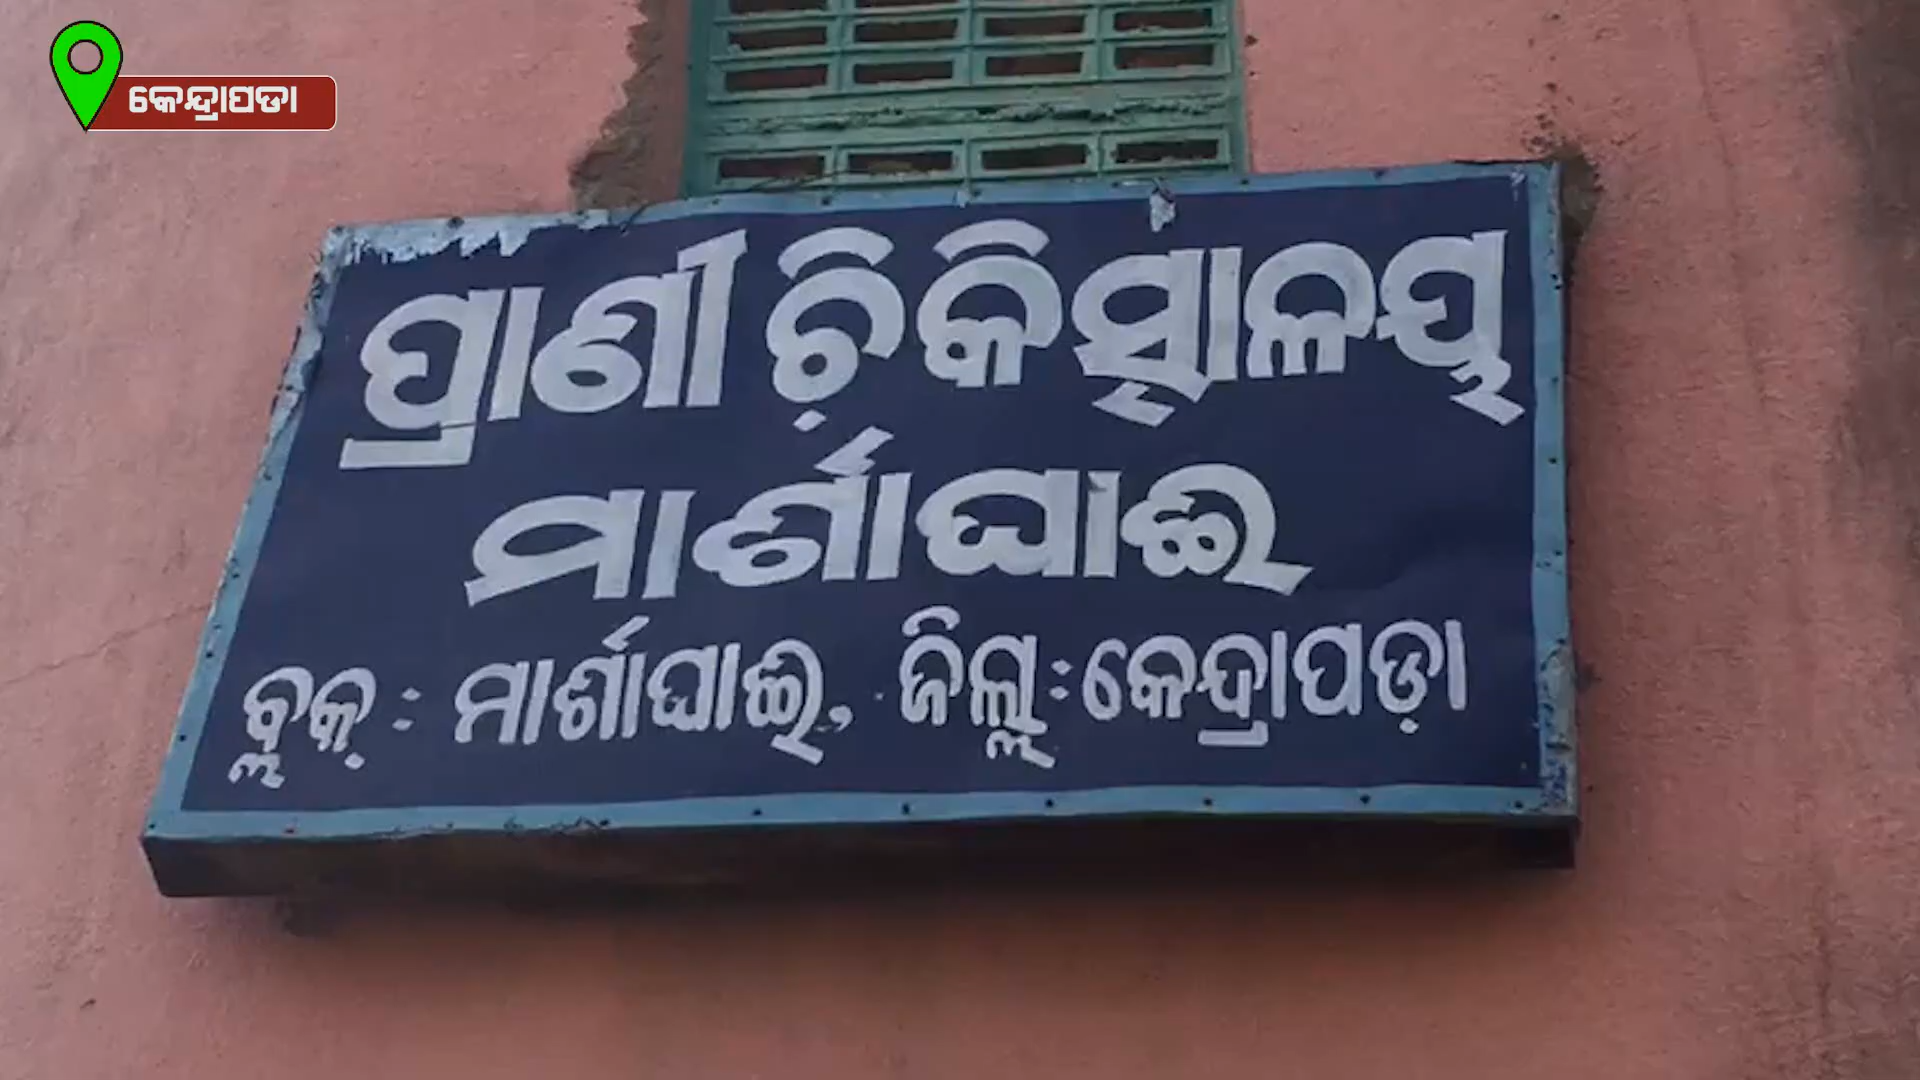 କେନ୍ଦ୍ରାପଡା
ପ୍ରାଣୀ ଚିକିତ୍ସାଳୟ
ମାର୍ଶାଘାଇ
ବ୍ଲକ୍ : ମାର୍ଶାଘାଇ, ଜିଲ୍ଲା : କେନ୍ଦ୍ରାପଡ଼ା